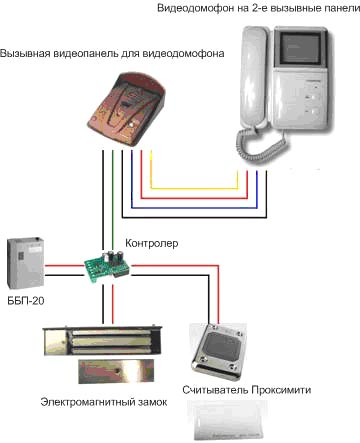 Видеодомофон на 2-е вызывные панели
Вызывная видеопанель для видеодомофона
Контролер
ББП-20
Электромагнитный замок
Считыватель Проксимити